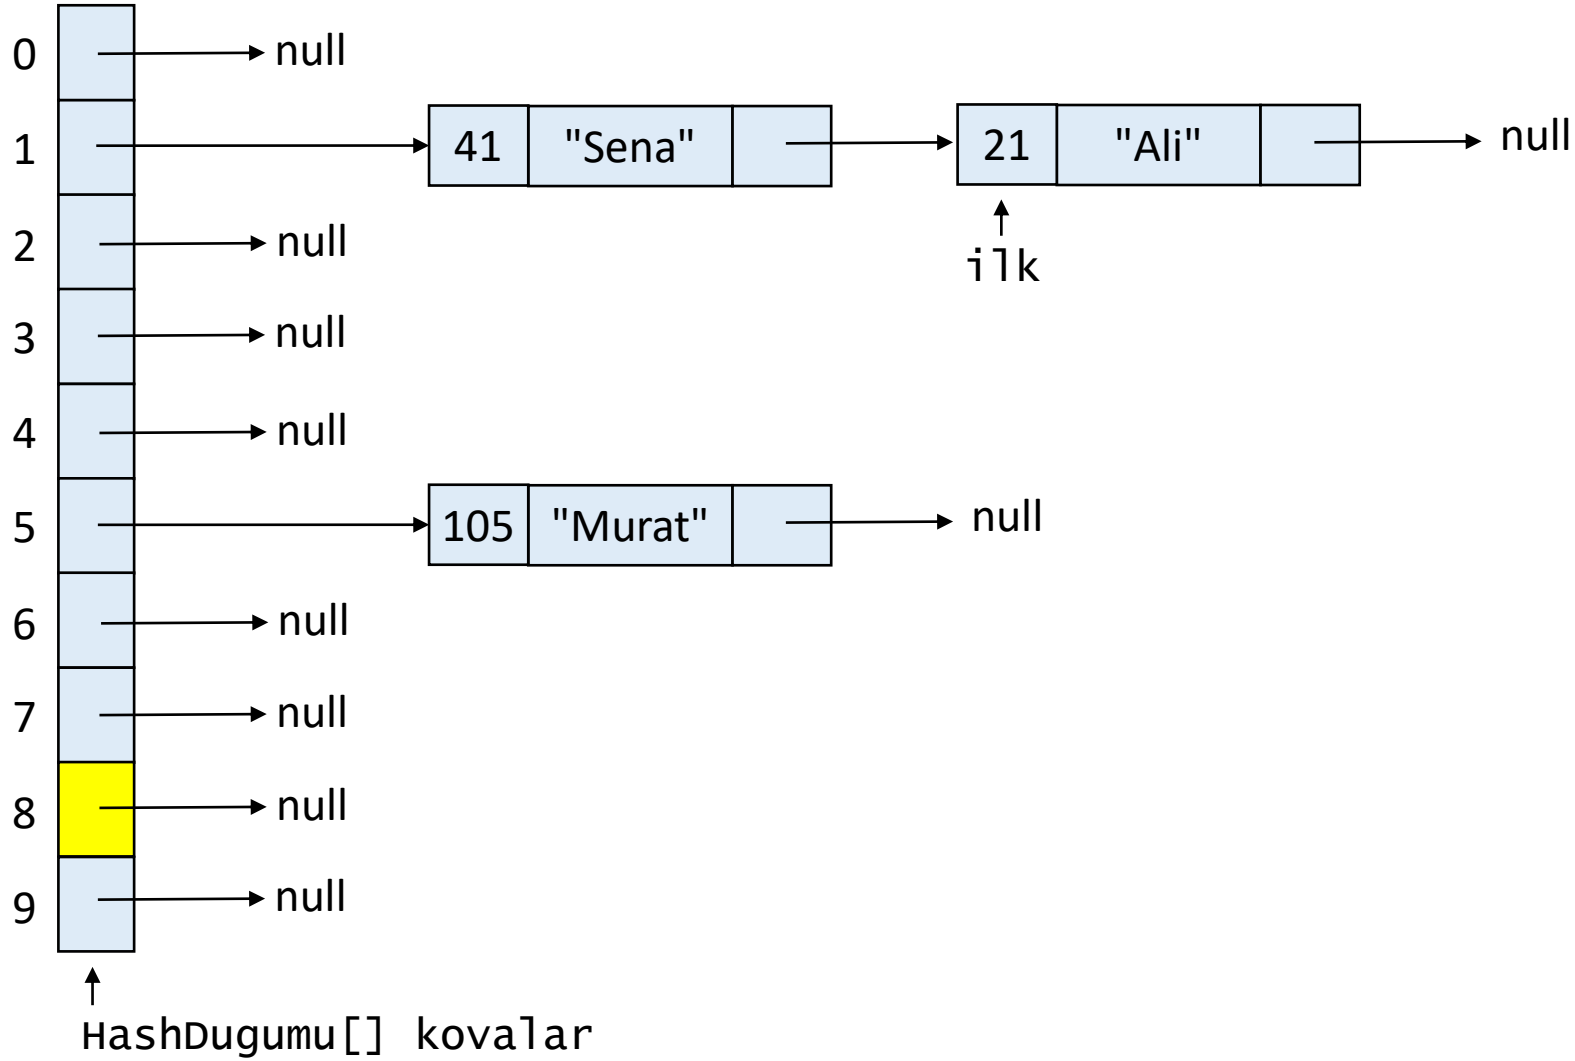 0 null
1 41 "Sena" 21 "Ali" null
ilk
2 null
3 null
4 null
5 105 "Murat" null
6 null
7 null
8 null
9 null
HashDugumu[] kovalar